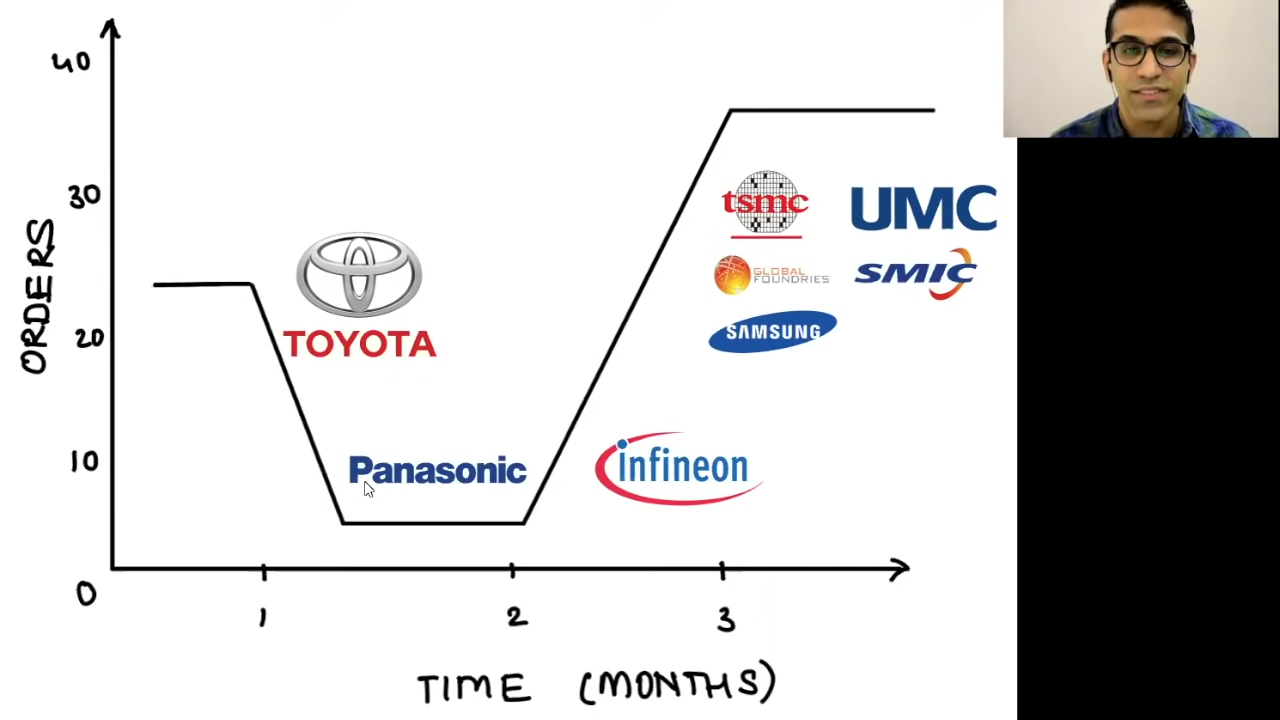 40
30
20
10
0
ORDERS
TOYOTA
Panasonic
infineon
tsmc
UMC
GLOBAL
FOUNDRIES
SMIC
SAMSUNG
1 2 3
TIME (MONTHS)